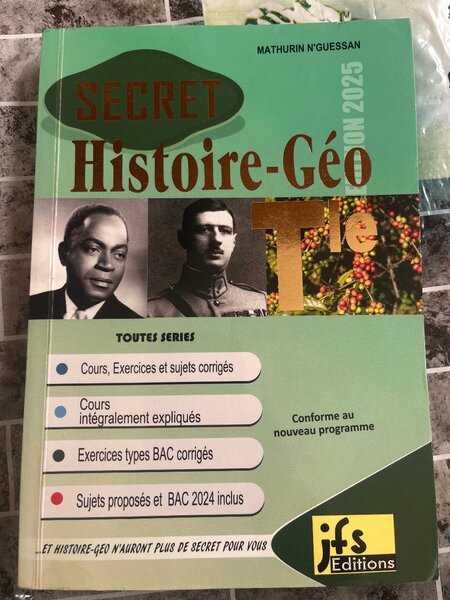 MATHURIN N'GUESSAN
SECRET
EDITION 2025
Histoire-Géo
Tle
TOUTES SERIES
Cours, Exercices et sujets corrigés
Cours
intégralement expliqués
Exercices types BAC corrigés
Sujets proposés et BAC 2024 inclus
Conforme au
nouveau programme
...ET HISTOIRE-GEO N'AURONT PLUS DE SECRET POUR VOUS
jfs
Editions